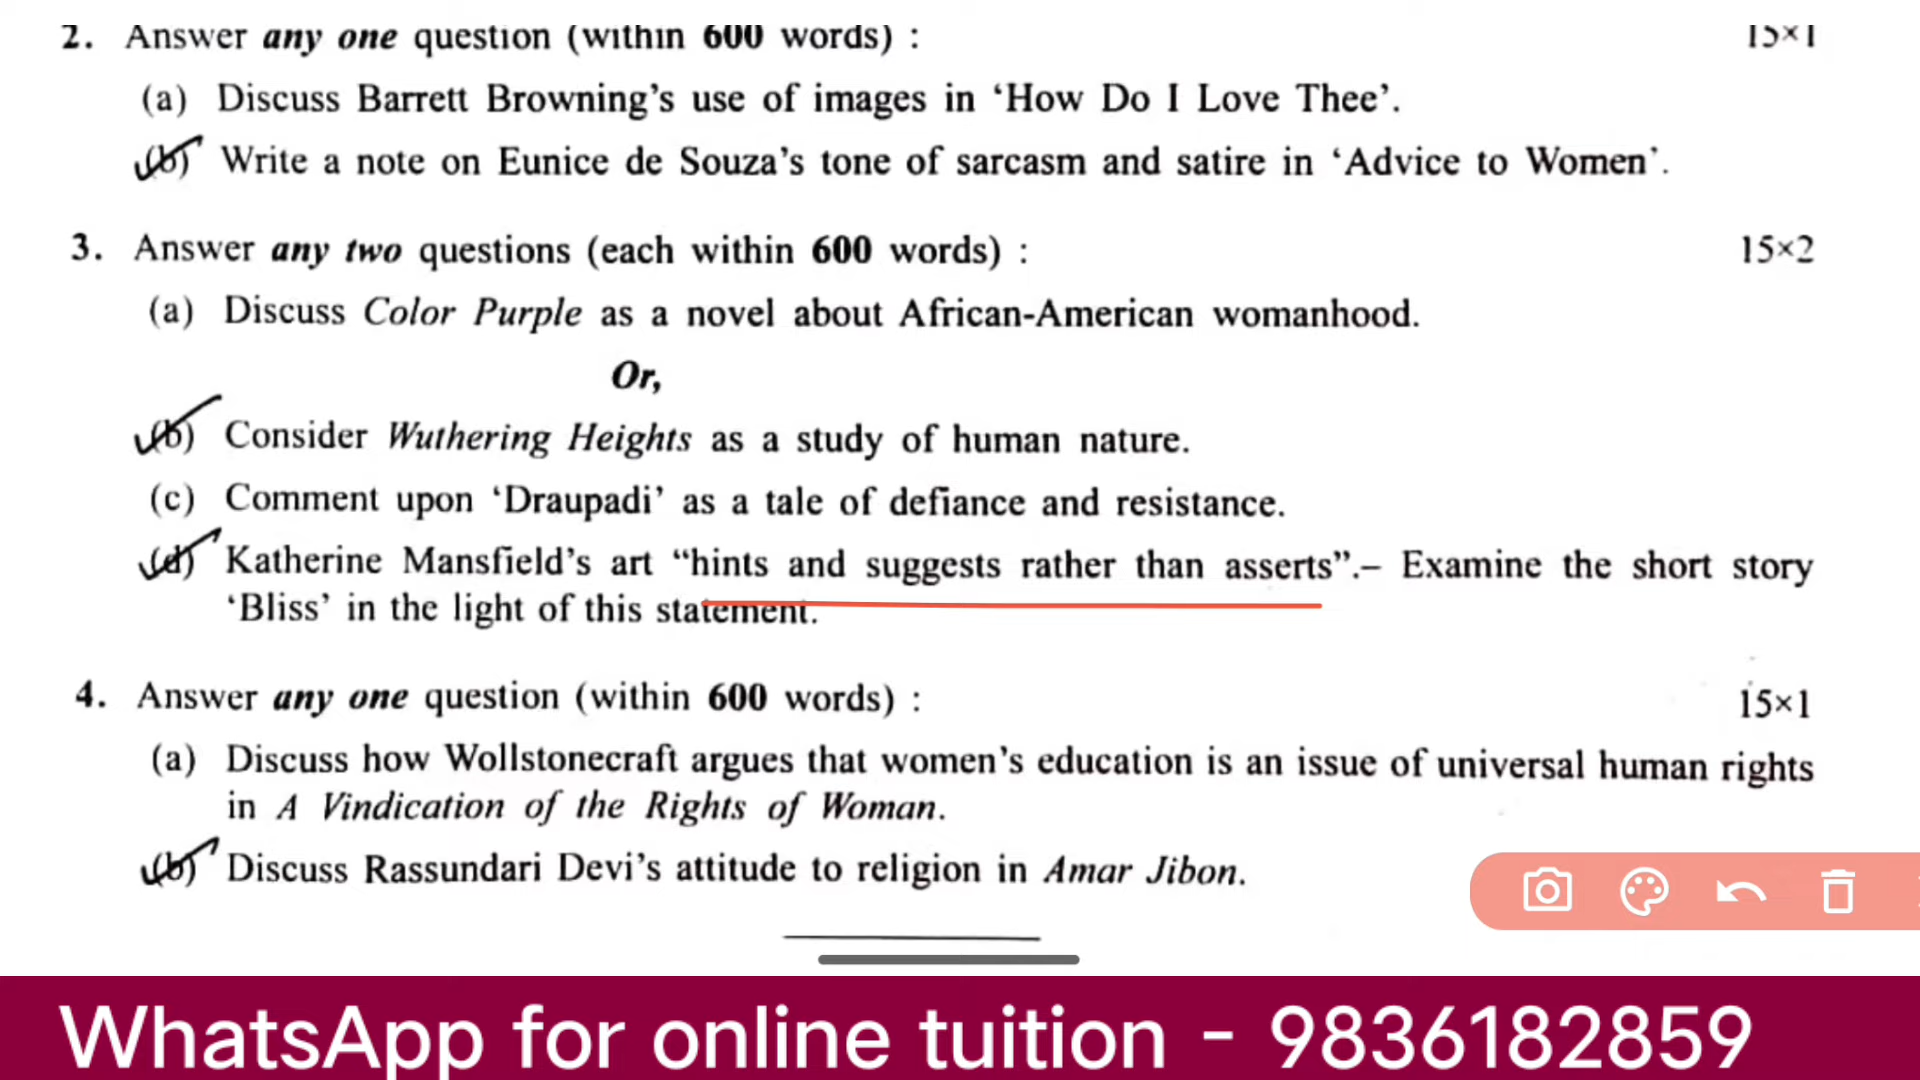 2. Answer any one question (within 600 words) : 15×1
(a) Discuss Barrett Browning's use of images in ‘How Do I Love Thee’.
(b) Write a note on Eunice de Souza's tone of sarcasm and satire in ‘Advice to Women’.
3. Answer any two questions (each within 600 words) : 15×2
(a) Discuss Color Purple as a novel about African-American womanhood.
Or,
(b) Consider Wuthering Heights as a study of human nature.
(c) Comment upon ‘Draupadi’ as a tale of defiance and resistance.
(d) Katherine Mansfield's art “hints and suggests rather than asserts”.– Examine the short story
‘Bliss’ in the light of this statement.
4. Answer any one question (within 600 words) : 15×1
(a) Discuss how Wollstonecraft argues that women's education is an issue of universal human rights
in A Vindication of the Rights of Woman.
(b) Discuss Rassundari Devi's attitude to religion in Amar Jibon.
WhatsApp for online tuition - 9836182859